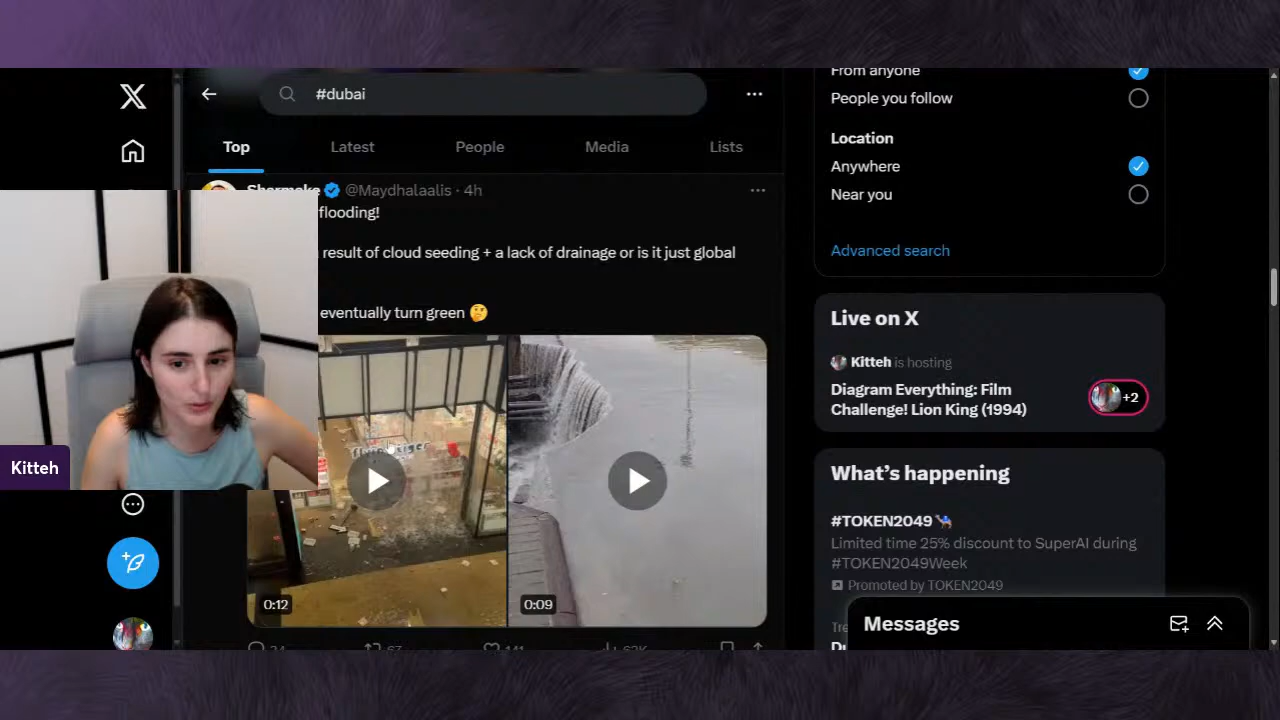 From anyone
#dubai
People you follow
Location
Top
Latest
People
Media
Lists
Anywhere
@Maydhalaalis · 4h
Near you
flooding!
result of cloud seeding + a lack of drainage or is it just global
Advanced search
eventually turn green 🤔
Live on X
Kitteh is hosting
Diagram Everything: Film
Challenge! Lion King (1994)
+2
Kitteh
What's happening
#TOKEN2049🐪
Limited time 25% discount to SuperAI during
#TOKEN2049Week
Promoted by TOKEN2049
0:12
0:09
Messages